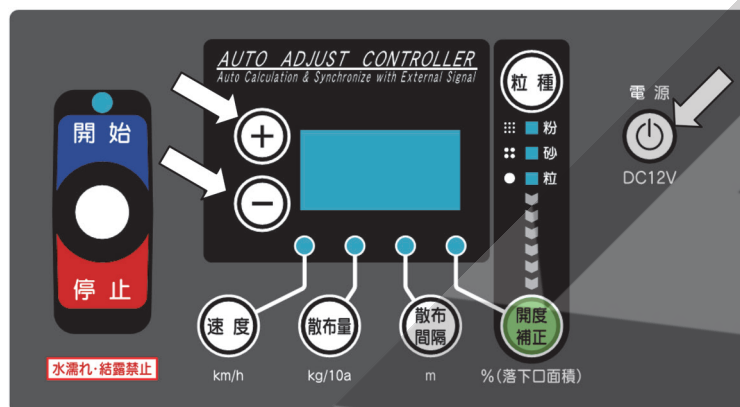 AUTO ADJUST CONTROLLER
Auto Calculation & Synchronize with External Signal
開始
停止
水濡れ・結露禁止
+
−
粒種
粉
砂
粒
電源
DC12V
速度
km/h
散布量
kg/10a
散布
間隔
m
開度
補正
%(落下口面積)